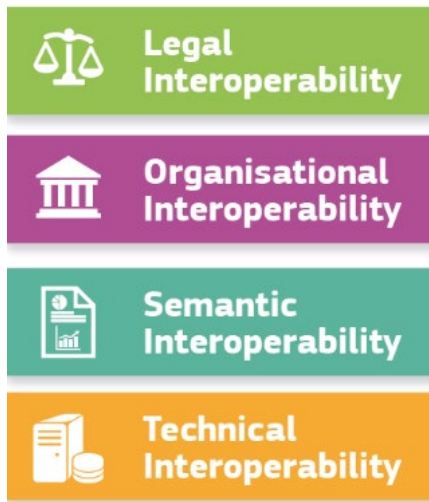 Legal
Interoperability
Organisational
Interoperability
Semantic
Interoperability
Technical
Interoperability